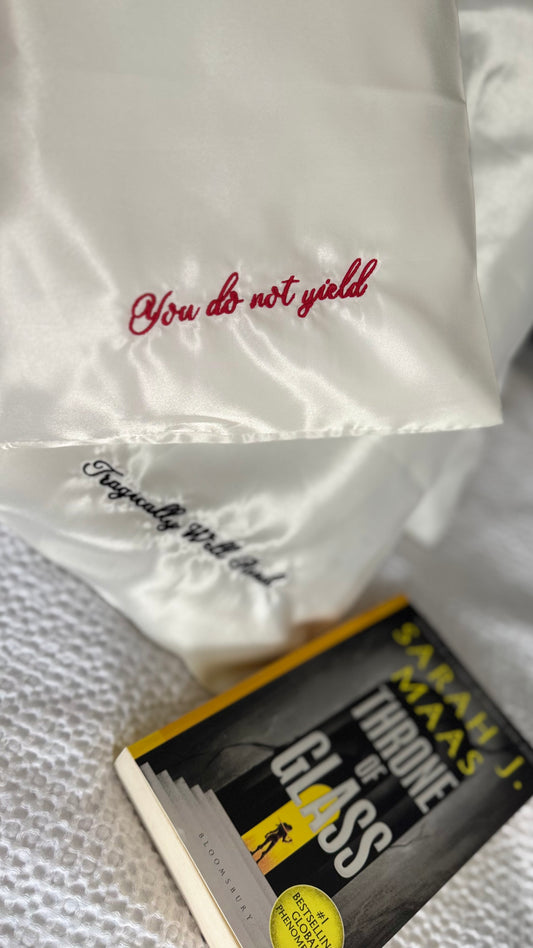 You do not yield
Tragically Well Read
SARAH J.
MAAS
THRONE
OF
GLASS
BLOOMSBURY
#1
BESTSELLING
GLOBAL
PHENOMENON